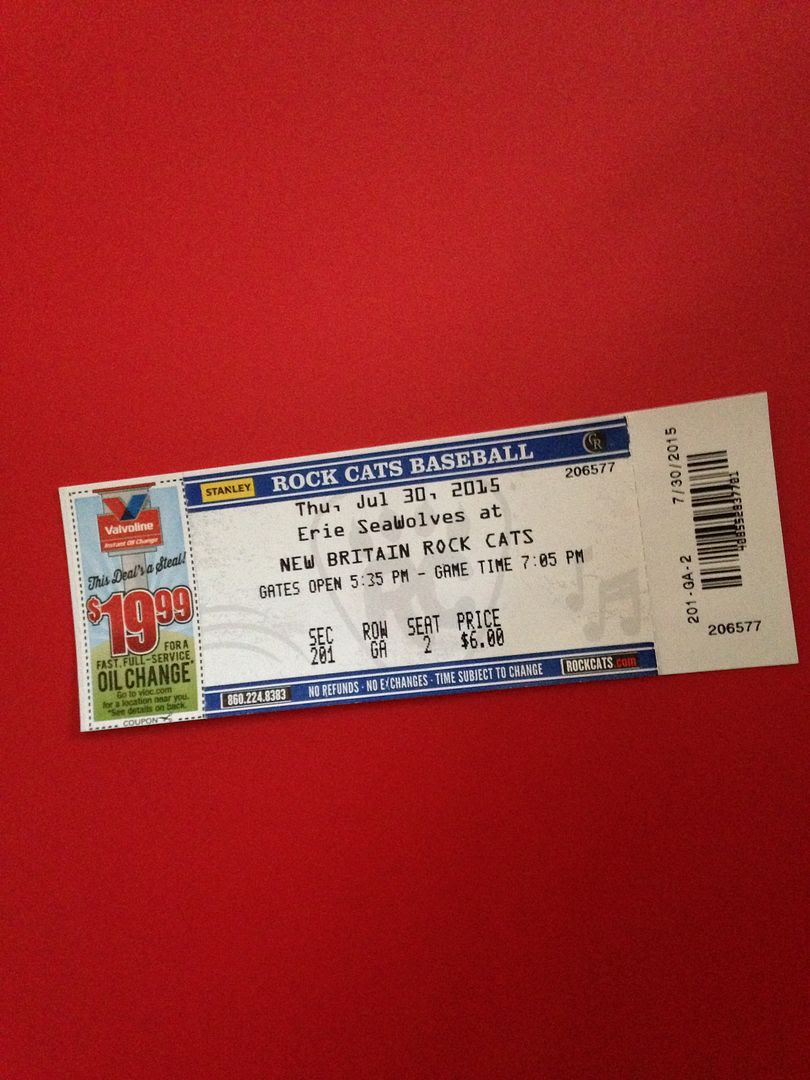 Valvoline
Instant Oil Change
This Deal's a Steal!
$19.99
FOR A
FAST, FULL-SERVICE
OIL CHANGE*
Go to vioc.com
for a location near you.
*See details on back.
COUPON
STANLEY
ROCK CATS BASEBALL
CR
206577
Thu, Jul 30, 2015
Erie SeaWolves at
NEW BRITAIN ROCK CATS
GATES OPEN 5:35 PM - GAME TIME 7:05 PM
SEC ROW SEAT PRICE
201 GA 2 $6.00
860.224.8383 NO REFUNDS · NO EXCHANGES · TIME SUBJECT TO CHANGE ROCKCATS.com
201-GA-2 7/30/2015
206577